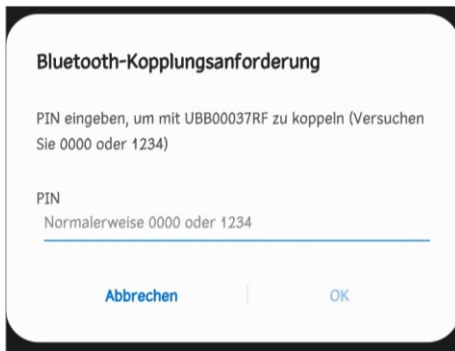 Bluetooth-Kopplungsanforderung
PIN eingeben, um mit UBB00037RF zu koppeln (Versuchen
Sie 0000 oder 1234)
PIN
Normalerweise 0000 oder 1234
Abbrechen OK